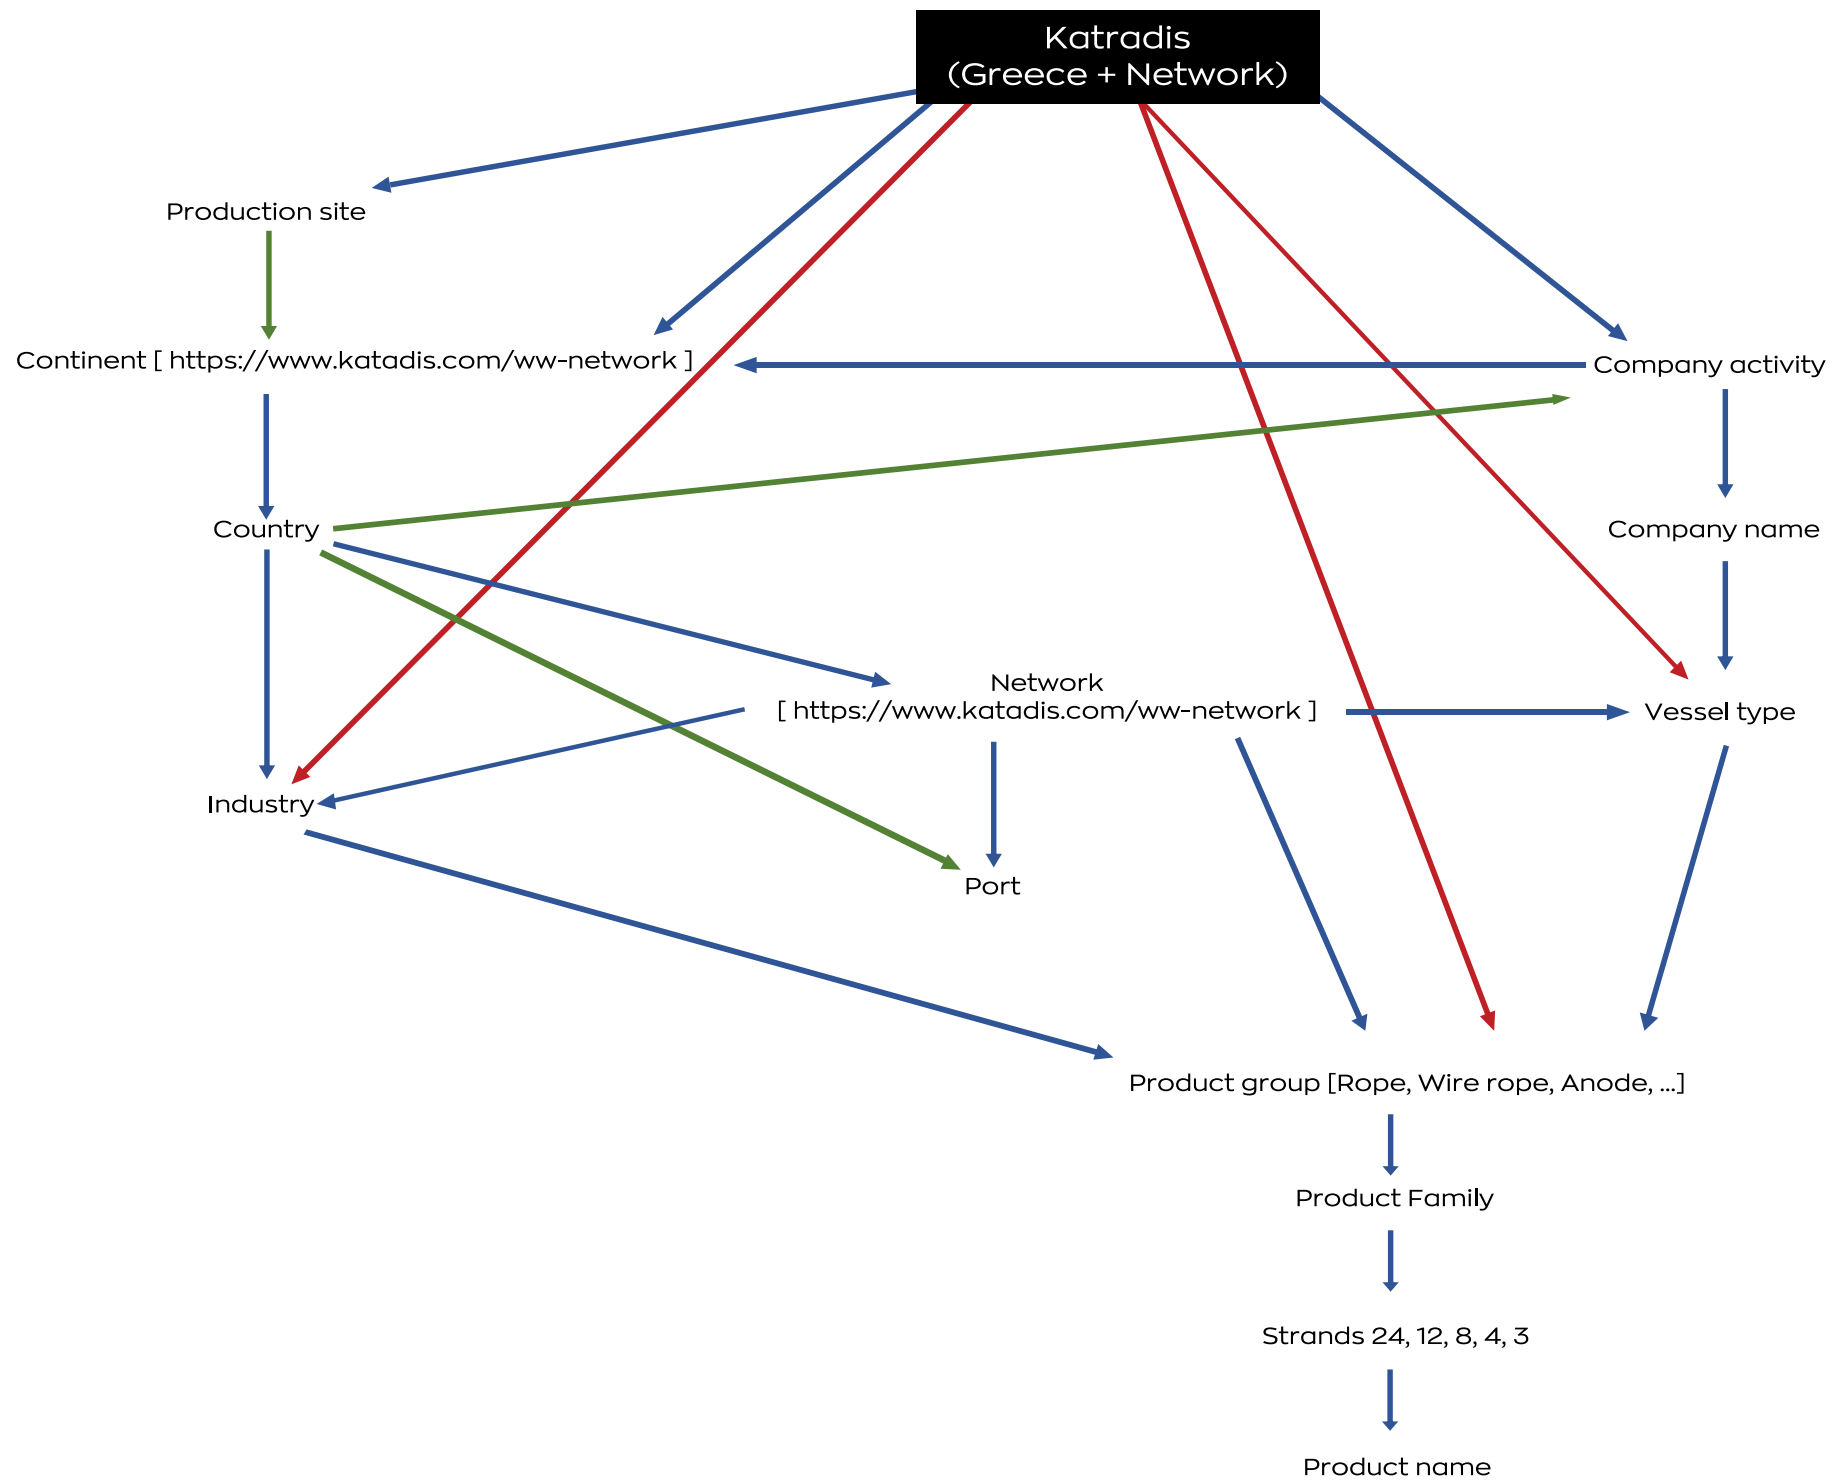 Katradis
(Greece + Network)
Production site
Continent [ https://www.katadis.com/ww-network ]
Company activity
Country
Company name
Network
[ https://www.katadis.com/ww-network ]
Vessel type
Industry
Port
Product group [Rope, Wire rope, Anode, ...]
Product Family
Strands 24, 12, 8, 4, 3
Product name